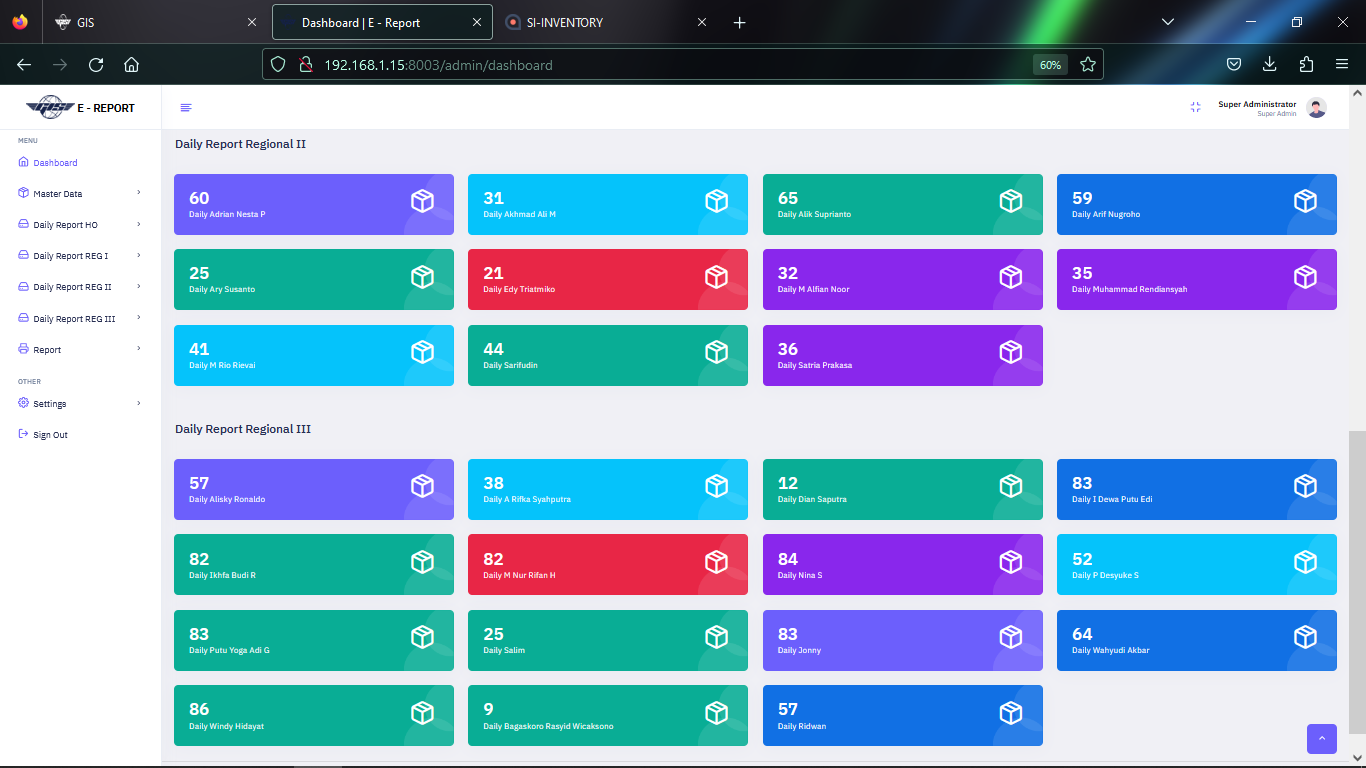 GIS
Dashboard | E - Report
SI-INVENTORY
192.168.1.15:8003/admin/dashboard
60%
GIS E - REPORT
Super Administrator
Super Admin
MENU
Dashboard
Master Data
Daily Report HO
Daily Report REG I
Daily Report REG II
Daily Report REG III
Report
OTHER
Settings
Sign Out
Daily Report Regional II
60
Daily Adrian Nesta P
31
Daily Akhmad Ali M
65
Daily Alik Suprianto
59
Daily Arif Nugroho
25
Daily Ary Susanto
21
Daily Edy Triatmiko
32
Daily M Alfian Noor
35
Daily Muhammad Rendiansyah
41
Daily M Rio Rievai
44
Daily Sarifudin
36
Daily Satria Prakasa
Daily Report Regional III
57
Daily Alisky Ronaldo
38
Daily A Rifka Syahputra
12
Daily Dian Saputra
83
Daily I Dewa Putu Edi
82
Daily Ikhfa Budi R
82
Daily M Nur Rifan H
84
Daily Nina S
52
Daily P Desyuke S
83
Daily Putu Yoga Adi G
25
Daily Salim
83
Daily Jonny
64
Daily Wahyudi Akbar
86
Daily Windy Hidayat
9
Daily Bagaskoro Rasyid Wicaksono
57
Daily Ridwan